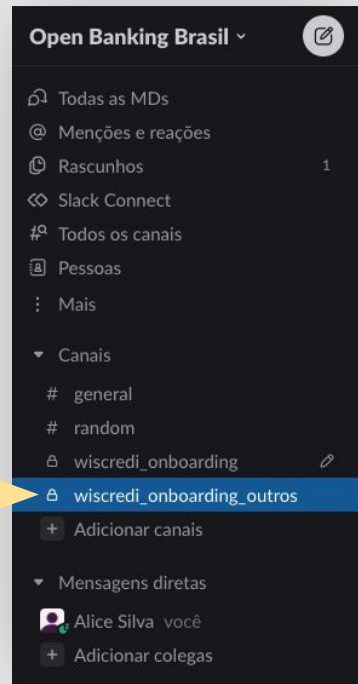 Open Banking Brasil
Todas as MDs
@ Menções e reações
Rascunhos 1
Slack Connect
Todos os canais
Pessoas
Mais
Canais
# general
# random
wiscredi_onboarding
wiscredi_onboarding_outros
+ Adicionar canais
Mensagens diretas
Alice Silva você
+ Adicionar colegas